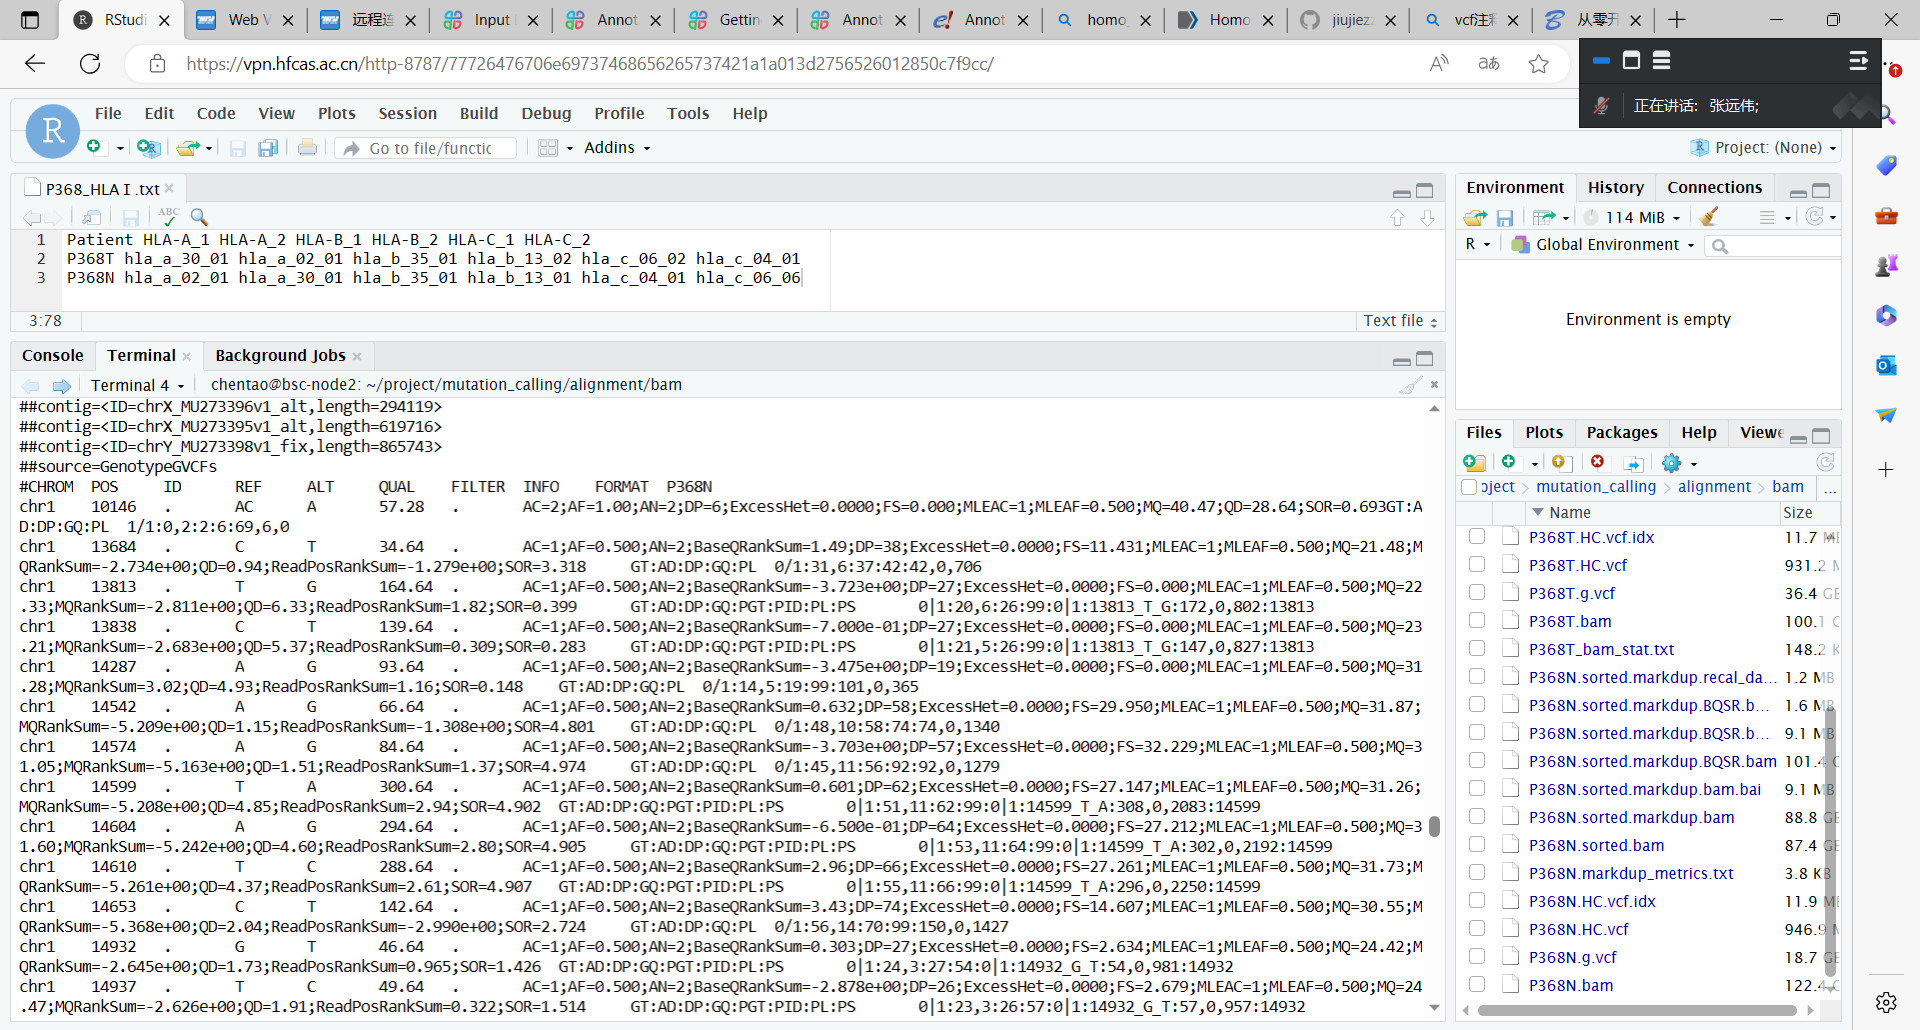 RStudi
Web V
远程连
Input
Annot
Gettin
Annot
Annot
homo_
Homo
jiujiez
vcf注释
从零开
https://vpn.hfcas.ac.cn/http-8787/77726476706e69737468656265737421a1a013d2756526012850c7f9cc/
正在讲话: 张远伟;
File Edit Code View Plots Session Build Debug Profile Tools Help
Go to file/functic
Addins
Project: (None)
P368_HLA I .txt
1 Patient HLA-A_1 HLA-A_2 HLA-B_1 HLA-B_2 HLA-C_1 HLA-C_2
2 P368T hla_a_30_01 hla_a_02_01 hla_b_35_01 hla_b_13_02 hla_c_06_02 hla_c_04_01
3 P368N hla_a_02_01 hla_a_30_01 hla_b_35_01 hla_b_13_01 hla_c_04_01 hla_c_06_06
3:78
Text file
Console Terminal Background Jobs
Terminal 4 chentao@bsc-node2: ~/project/mutation_calling/alignment/bam
##contig=<ID=chrX_MU273396v1_alt,length=294119>
##contig=<ID=chrX_MU273395v1_alt,length=619716>
##contig=<ID=chrY_MU273398v1_fix,length=865743>
##source=GenotypeGVCFs
#CHROM POS ID REF ALT QUAL FILTER INFO FORMAT P368N
chr1 10146 . AC A 57.28 . AC=2;AF=1.00;AN=2;DP=6;ExcessHet=0.0000;FS=0.000;MLEAC=1;MLEAF=0.500;MQ=40.47;QD=28.64;SOR=0.693GT:A
D:DP:GQ:PL 1/1:0,2:2:6:69,6,0
chr1 13684 . C T 34.64 . AC=1;AF=0.500;AN=2;BaseQRankSum=1.49;DP=38;ExcessHet=0.0000;FS=11.431;MLEAC=1;MLEAF=0.500;MQ=21.48;M
QRankSum=-2.734e+00;QD=0.94;ReadPosRankSum=-1.279e+00;SOR=3.318 GT:AD:DP:GQ:PL 0/1:31,6:37:42:42,0,706
chr1 13813 . T G 164.64 . AC=1;AF=0.500;AN=2;BaseQRankSum=-3.723e+00;DP=27;ExcessHet=0.0000;FS=0.000;MLEAC=1;MLEAF=0.500;MQ=22
.33;MQRankSum=-2.811e+00;QD=6.33;ReadPosRankSum=1.82;SOR=0.399 GT:AD:DP:GQ:PGT:PID:PL:PS 0|1:20,6:26:99:0|1:13813_T_G:172,0,802:13813
chr1 13838 . C T 139.64 . AC=1;AF=0.500;AN=2;BaseQRankSum=-7.000e-01;DP=27;ExcessHet=0.0000;FS=0.000;MLEAC=1;MLEAF=0.500;MQ=23
.21;MQRankSum=-2.683e+00;QD=5.37;ReadPosRankSum=0.309;SOR=0.283 GT:AD:DP:GQ:PGT:PID:PL:PS 0|1:21,5:26:99:0|1:13813_T_G:147,0,827:13813
chr1 14287 . A G 93.64 . AC=1;AF=0.500;AN=2;BaseQRankSum=-3.475e+00;DP=19;ExcessHet=0.0000;FS=0.000;MLEAC=1;MLEAF=0.500;MQ=31
.28;MQRankSum=3.02;QD=4.93;ReadPosRankSum=1.16;SOR=0.148 GT:AD:DP:GQ:PL 0/1:14,5:19:99:101,0,365
chr1 14542 . A G 66.64 . AC=1;AF=0.500;AN=2;BaseQRankSum=0.632;DP=58;ExcessHet=0.0000;FS=29.950;MLEAC=1;MLEAF=0.500;MQ=31.87;
MQRankSum=-5.209e+00;QD=1.15;ReadPosRankSum=-1.308e+00;SOR=4.801 GT:AD:DP:GQ:PL 0/1:48,10:58:74:74,0,1340
chr1 14574 . A G 84.64 . AC=1;AF=0.500;AN=2;BaseQRankSum=-3.703e+00;DP=57;ExcessHet=0.0000;FS=32.229;MLEAC=1;MLEAF=0.500;MQ=3
1.05;MQRankSum=-5.163e+00;QD=1.51;ReadPosRankSum=1.37;SOR=4.974 GT:AD:DP:GQ:PL 0/1:45,11:56:92:92,0,1279
chr1 14599 . T A 300.64 . AC=1;AF=0.500;AN=2;BaseQRankSum=0.601;DP=62;ExcessHet=0.0000;FS=27.147;MLEAC=1;MLEAF=0.500;MQ=31.26;
MQRankSum=-5.208e+00;QD=4.85;ReadPosRankSum=2.94;SOR=4.902 GT:AD:DP:GQ:PGT:PID:PL:PS 0|1:51,11:62:99:0|1:14599_T_A:308,0,2083:14599
chr1 14604 . A G 294.64 . AC=1;AF=0.500;AN=2;BaseQRankSum=-6.500e-01;DP=64;ExcessHet=0.0000;FS=27.212;MLEAC=1;MLEAF=0.500;MQ=3
1.60;MQRankSum=-5.242e+00;QD=4.60;ReadPosRankSum=2.80;SOR=4.905 GT:AD:DP:GQ:PGT:PID:PL:PS 0|1:53,11:64:99:0|1:14599_T_A:302,0,2192:14599
chr1 14610 . T C 288.64 . AC=1;AF=0.500;AN=2;BaseQRankSum=2.96;DP=66;ExcessHet=0.0000;FS=27.261;MLEAC=1;MLEAF=0.500;MQ=31.73;M
QRankSum=-5.261e+00;QD=4.37;ReadPosRankSum=2.61;SOR=4.907 GT:AD:DP:GQ:PGT:PID:PL:PS 0|1:55,11:66:99:0|1:14599_T_A:296,0,2250:14599
chr1 14653 . C T 142.64 . AC=1;AF=0.500;AN=2;BaseQRankSum=3.43;DP=74;ExcessHet=0.0000;FS=14.607;MLEAC=1;MLEAF=0.500;MQ=30.55;M
QRankSum=-5.368e+00;QD=2.04;ReadPosRankSum=-2.990e+00;SOR=2.724 GT:AD:DP:GQ:PL 0/1:56,14:70:99:150,0,1427
chr1 14932 . G T 46.64 . AC=1;AF=0.500;AN=2;BaseQRankSum=0.303;DP=27;ExcessHet=0.0000;FS=2.634;MLEAC=1;MLEAF=0.500;MQ=24.42;M
QRankSum=-2.645e+00;QD=1.73;ReadPosRankSum=0.965;SOR=1.426 GT:AD:DP:GQ:PGT:PID:PL:PS 0|1:24,3:27:54:0|1:14932_G_T:54,0,981:14932
chr1 14937 . T C 49.64 . AC=1;AF=0.500;AN=2;BaseQRankSum=-2.878e+00;DP=26;ExcessHet=0.0000;FS=2.679;MLEAC=1;MLEAF=0.500;MQ=24
.47;MQRankSum=-2.626e+00;QD=1.91;ReadPosRankSum=0.322;SOR=1.514 GT:AD:DP:GQ:PGT:PID:PL:PS 0|1:23,3:26:57:0|1:14932_G_T:57,0,957:14932
Environment History Connections
114 MiB
R Global Environment
Environment is empty
Files Plots Packages Help Viewe
oject mutation_calling alignment bam ...
Name Size
P368T.HC.vcf.idx 11.7
P368T.HC.vcf 931.2
P368T.g.vcf 36.4 GB
P368T.bam 100.1
P368T_bam_stat.txt 148.2 K
P368N.sorted.markdup.recal_da... 1.2 MB
P368N.sorted.markdup.BQSR.b... 1.6 MB
P368N.sorted.markdup.BQSR.b... 9.1 MB
P368N.sorted.markdup.BQSR.bam 101.4
P368N.sorted.markdup.bam.bai 9.1 MB
P368N.sorted.markdup.bam 88.8 GB
P368N.sorted.bam 87.4 GB
P368N.markdup_metrics.txt 3.8 KB
P368N.HC.vcf.idx 11.9
P368N.HC.vcf 946.9
P368N.g.vcf 18.7
P368N.bam 122.4